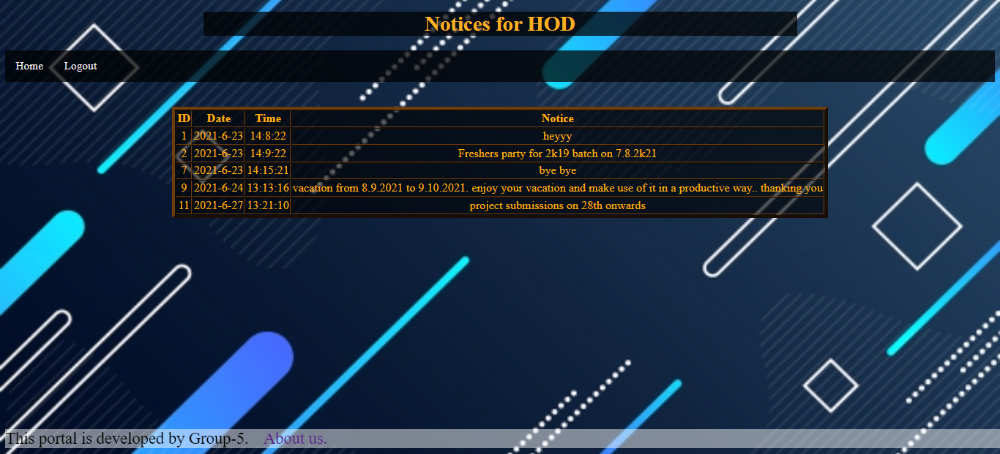 Notices for HOD
Home Logout
ID Date Time Notice
1 2021-6-23 14:8:22 heyyy
2 2021-6-23 14:9:22 Freshers party for 2k19 batch on 7.8.2k21
7 2021-6-23 14:15:21 bye bye
9 2021-6-24 13:13:16 vacation from 8.9.2021 to 9.10.2021. enjoy your vacation and make use of it in a productive way.. thanking you
11 2021-6-27 13:21:10 project submissions on 28th onwards
This portal is developed by Group-5. About us.